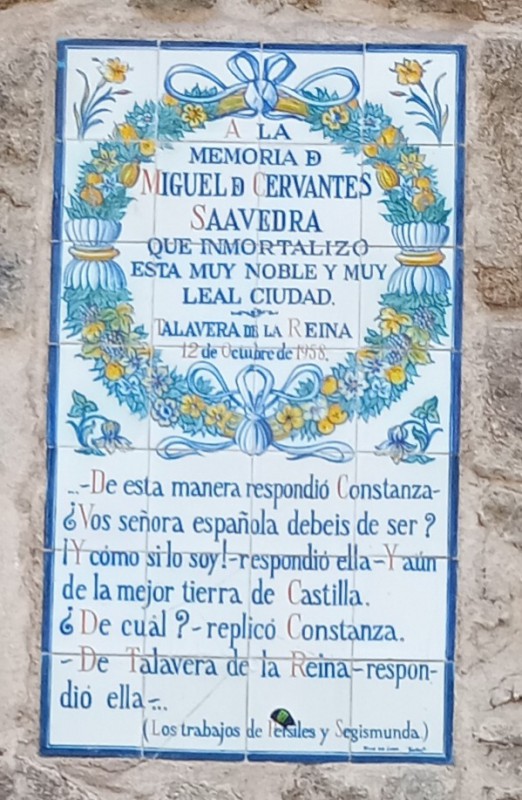 A LA
MEMORIA D
MIGUEL D CERVANTES
SAAVEDRA
QUE INMORTALIZO
ESTA MUY NOBLE Y MUY
LEAL CIUDAD.
TALAVERA DE LA REINA
12 de Octubre de 1958.
...-De esta manera respondió Constanza-
¿Vos señora española debeis de ser?
¡Y cómo si lo soy!-respondió ella-Y aún
de la mejor tierra de Castilla.
¿De cuál?-replicó Constanza.
-De Talavera de la Reina-respon-
dió ella-...
(Los trabajos de Persiles y Segismunda)